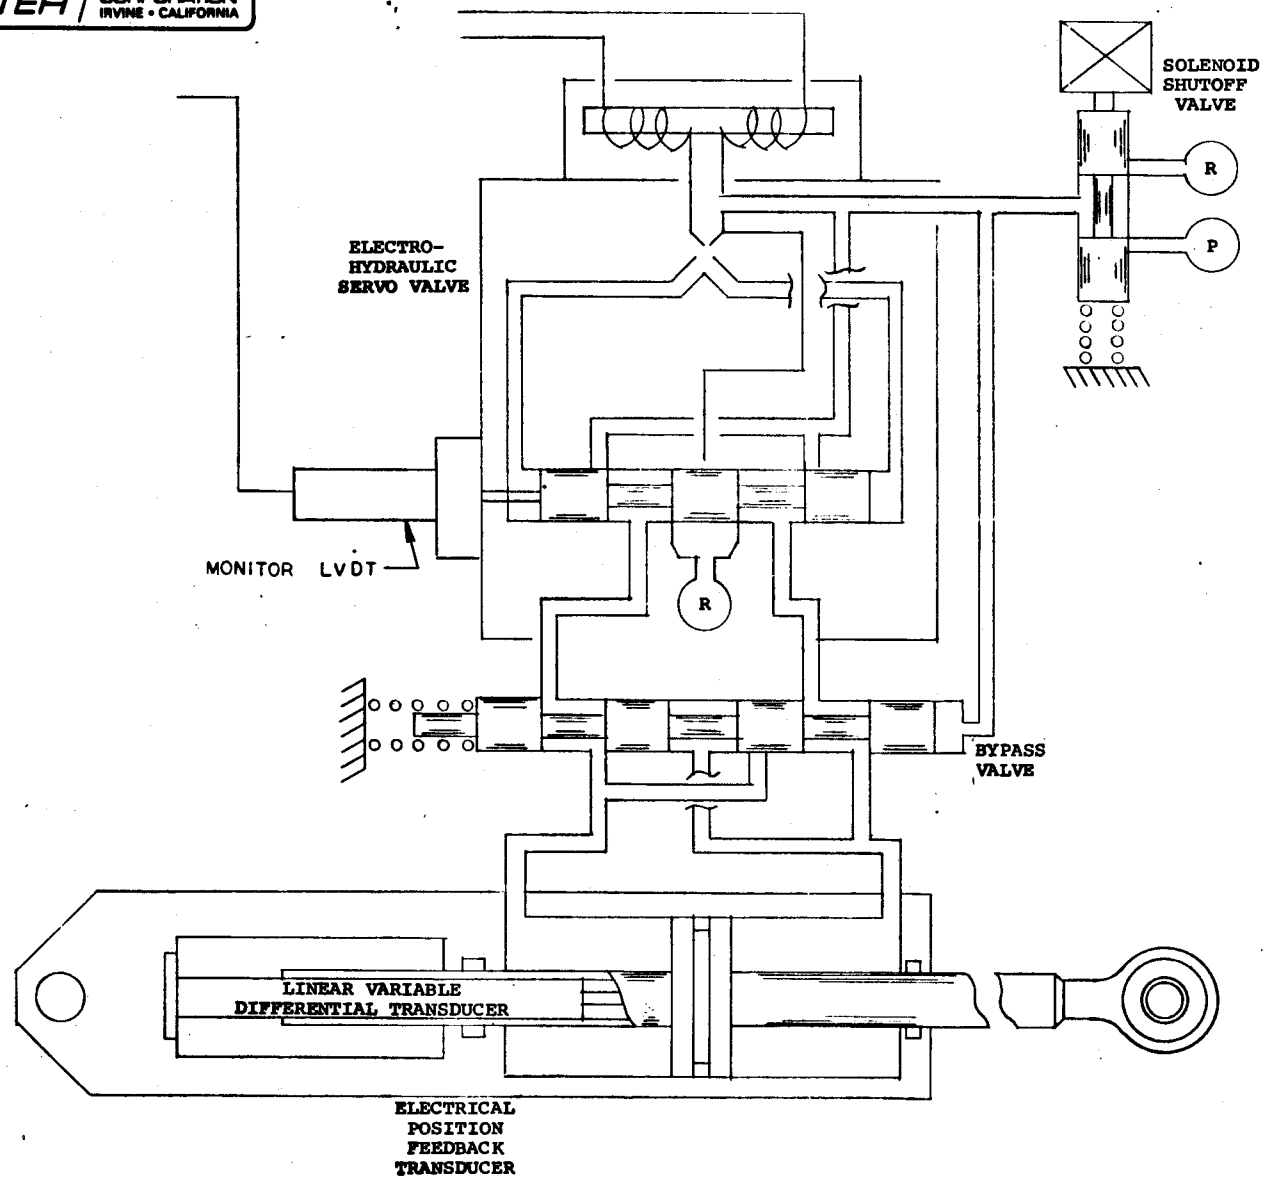 IRVINE • CALIFORNIA
SOLENOID
SHUTOFF
VALVE
R
ELECTRO-
HYDRAULIC
SERVO VALVE
P
MONITOR LVDT
R
BYPASS
VALVE
LINEAR VARIABLE
DIFFERENTIAL TRANSDUCER
ELECTRICAL
POSITION
FEEDBACK
TRANSDUCER